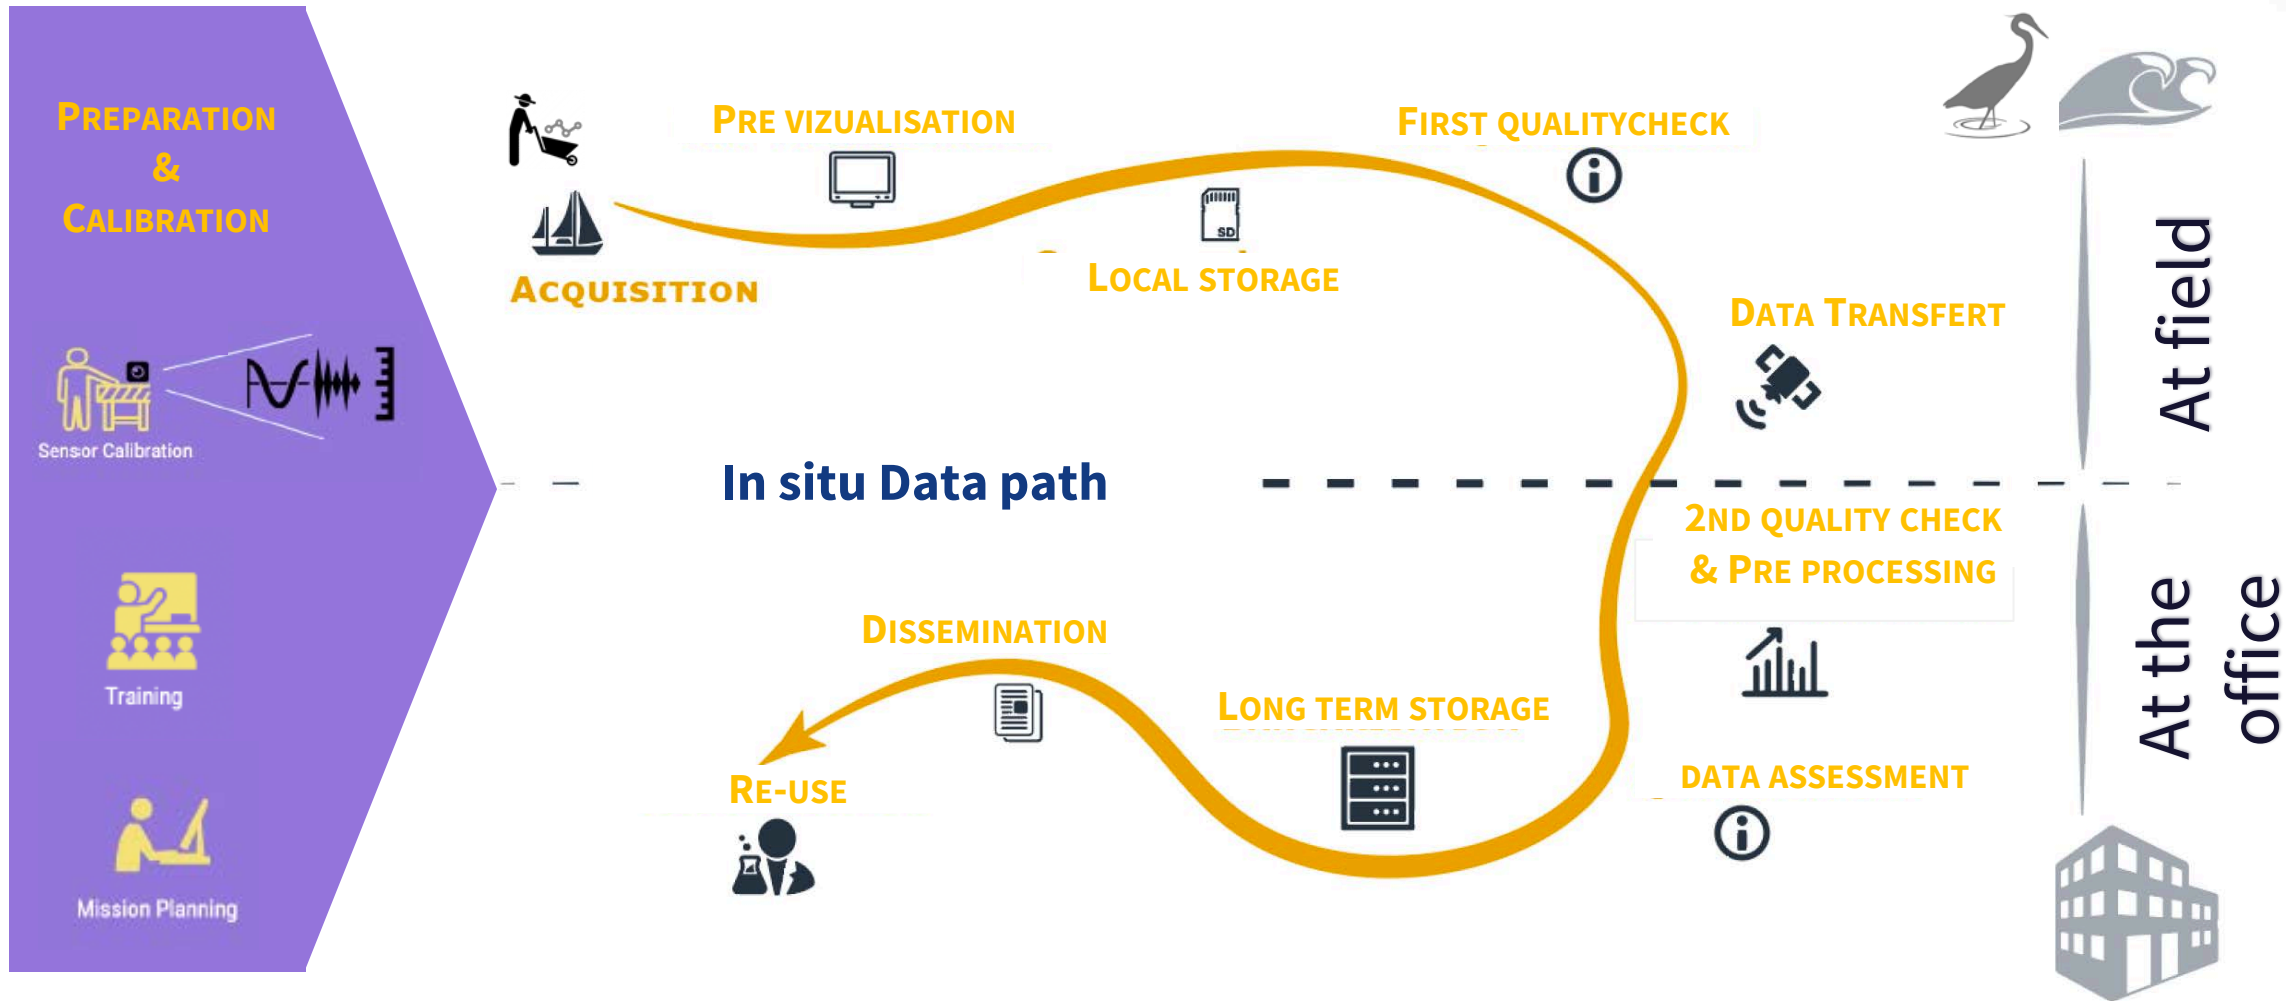 PREPARATION
&
CALIBRATION
Sensor Calibration
Training
Mission Planning
ACQUISITION
PRE VIZUALISATION
LOCAL STORAGE
SD
FIRST QUALITYCHECK
DATA TRANSFERT
At field
In situ Data path
2ND QUALITY CHECK
& PRE PROCESSING
DATA ASSESSMENT
LONG TERM STORAGE
DISSEMINATION
RE-USE
At the
office